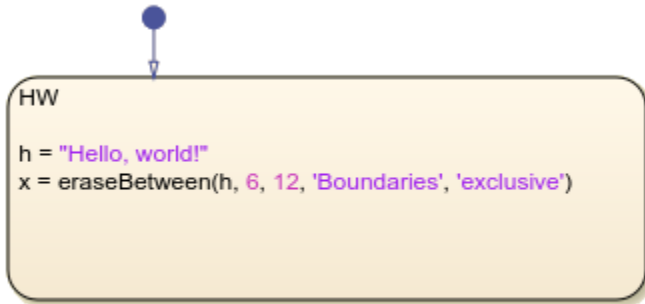 HW
h = "Hello, world!"
x = eraseBetween(h, 6, 12, 'Boundaries', 'exclusive')